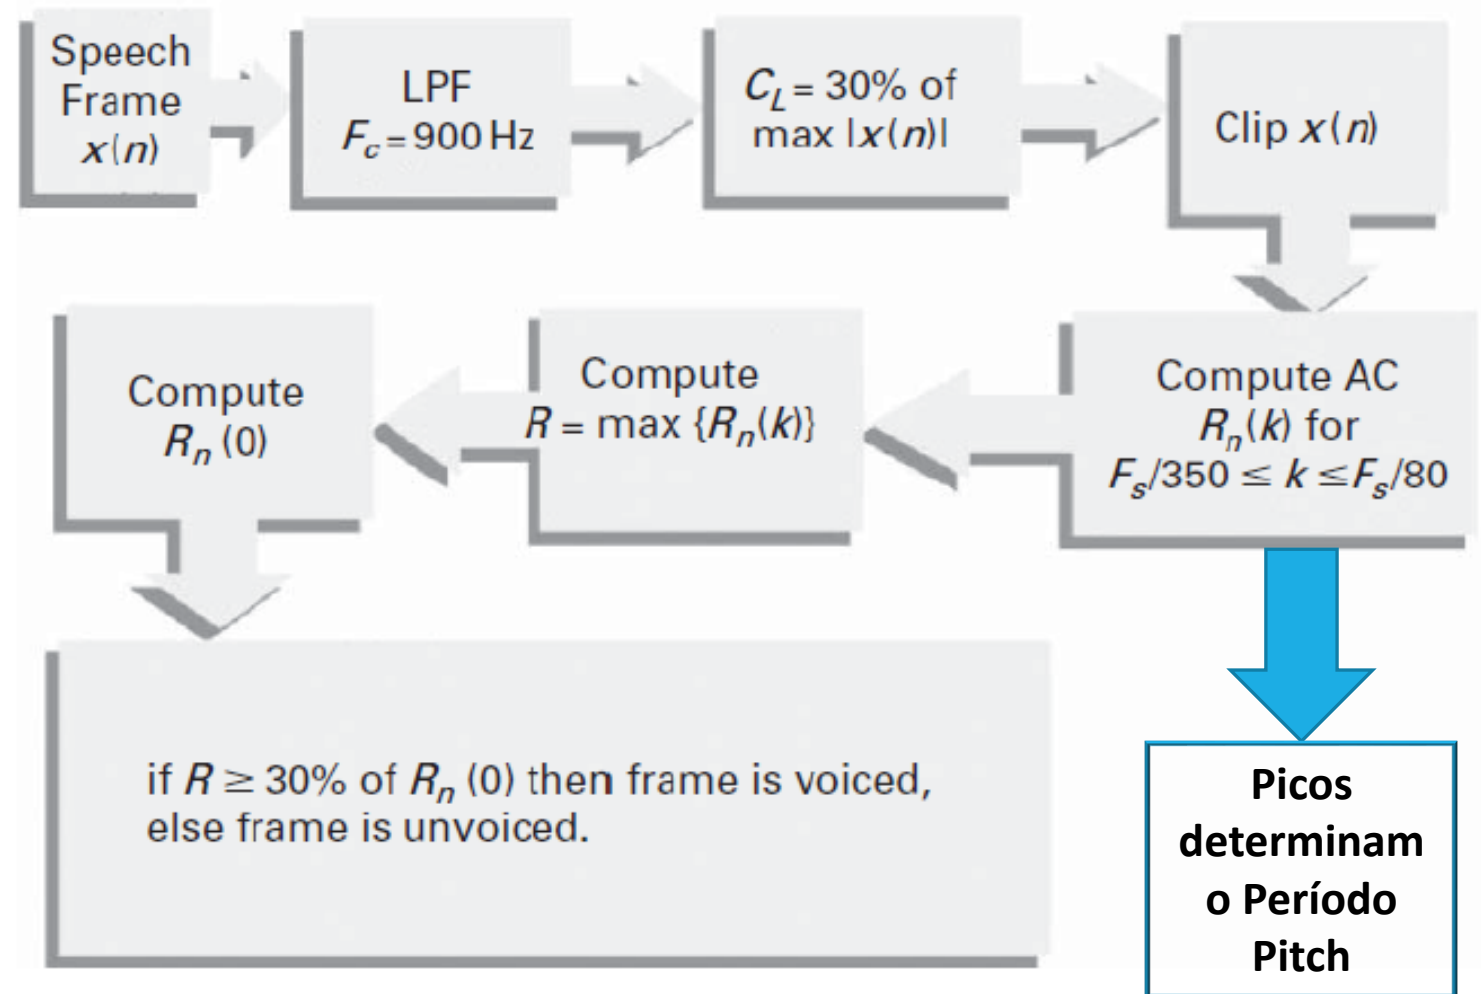 Speech
Frame
x(n)
LPF
F_c = 900 Hz
C_L = 30% of
max |x(n)|
Clip x(n)
Compute AC
R_n(k) for
F_s/350 ≤ k ≤ F_s/80
Compute
R = max {R_n(k)}
Compute
R_n (0)
if R ≥ 30% of R_n (0) then frame is voiced,
else frame is unvoiced.
Picos
determinam
o Período
Pitch